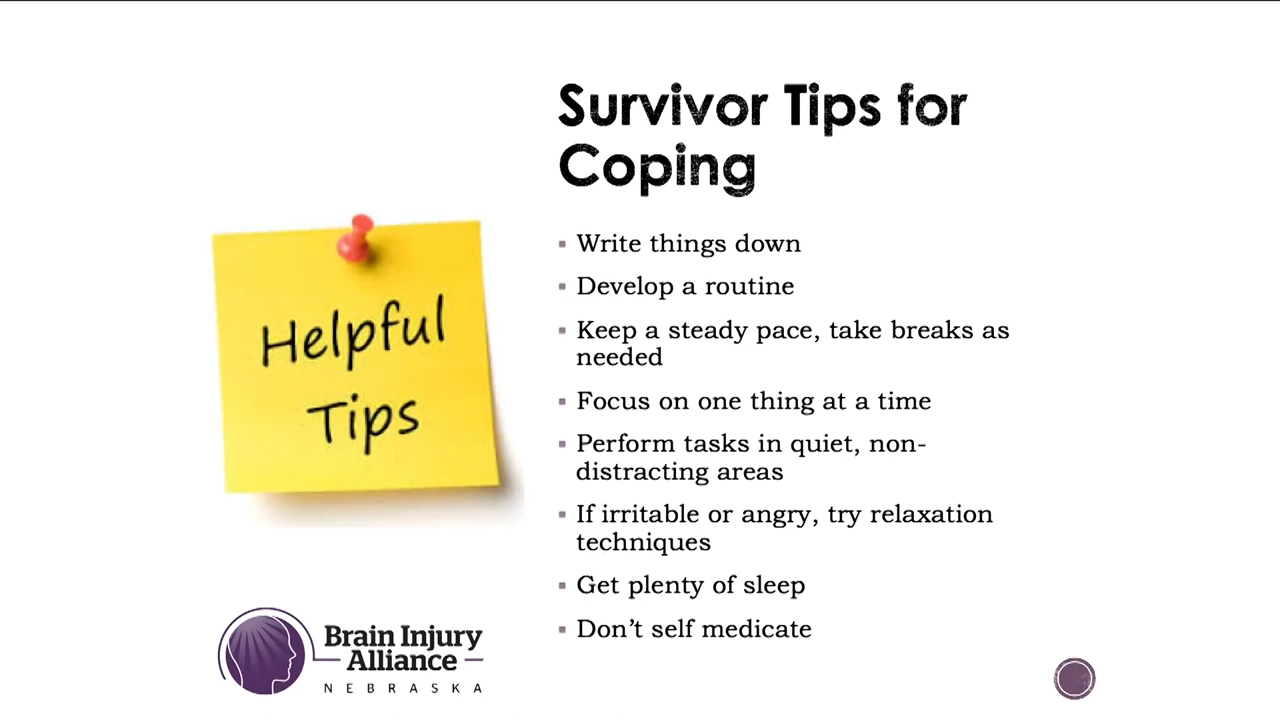 Survivor Tips for
Coping
Helpful
Tips
▪ Write things down
▪ Develop a routine
▪ Keep a steady pace, take breaks as
needed
▪ Focus on one thing at a time
▪ Perform tasks in quiet, non-
distracting areas
▪ If irritable or angry, try relaxation
techniques
▪ Get plenty of sleep
▪ Don’t self medicate
Brain Injury
Alliance
NEBRASKA